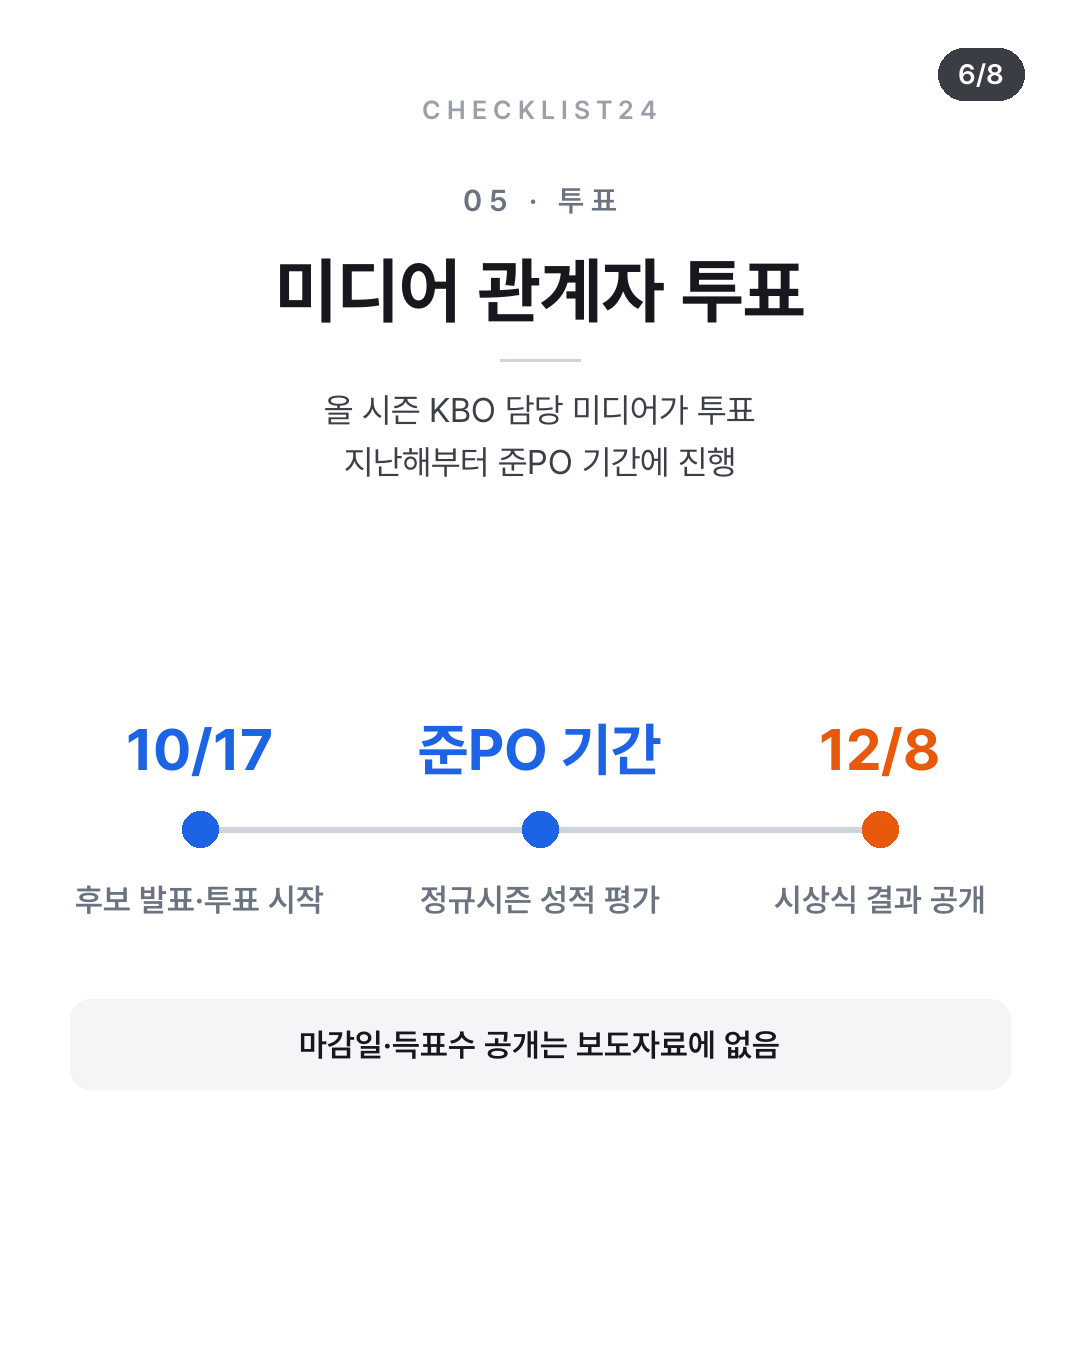 6/8
CHECKLIST24
05 · 투표
미디어 관계자 투표
올 시즌 KBO 담당 미디어가 투표
지난해부터 준PO 기간에 진행
10/17 준PO 기간 12/8
후보 발표·투표 시작 정규시즌 성적 평가 시상식 결과 공개
마감일·득표수 공개는 보도자료에 없음